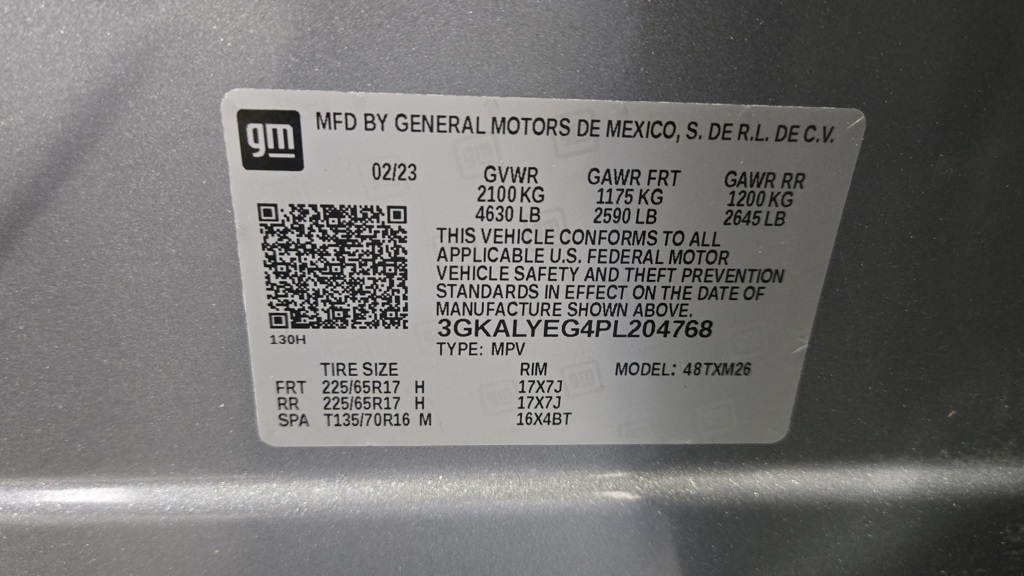 gm
MFD BY GENERAL MOTORS DE MEXICO, S. DE R.L. DE C.V.
02/23 GVWR GAWR FRT GAWR RR
2100 KG 1175 KG 1200 KG
4630 LB 2590 LB 2645 LB
THIS VEHICLE CONFORMS TO ALL
APPLICABLE U.S. FEDERAL MOTOR
VEHICLE SAFETY AND THEFT PREVENTION
STANDARDS IN EFFECT ON THE DATE OF
MANUFACTURE SHOWN ABOVE.
3GKALYEG4PL204768
130H
TYPE: MPV
TIRE SIZE RIM MODEL: 48TXM26
FRT 225/65R17 H 17X7J
RR 225/65R17 H 17X7J
SPA T135/70R16 M 16X4BT